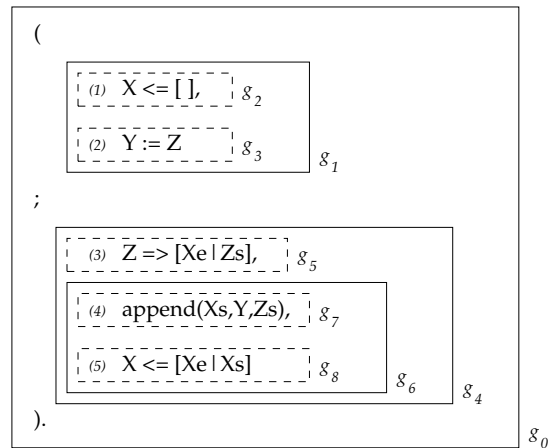 (
(1) X <= [ ], g2
(2) Y := Z g3
g1
;
(3) Z => [Xe|Zs], g5
(4) append(Xs,Y,Zs), g7
(5) X <= [Xe|Xs] g8
g6
g4
).
g0